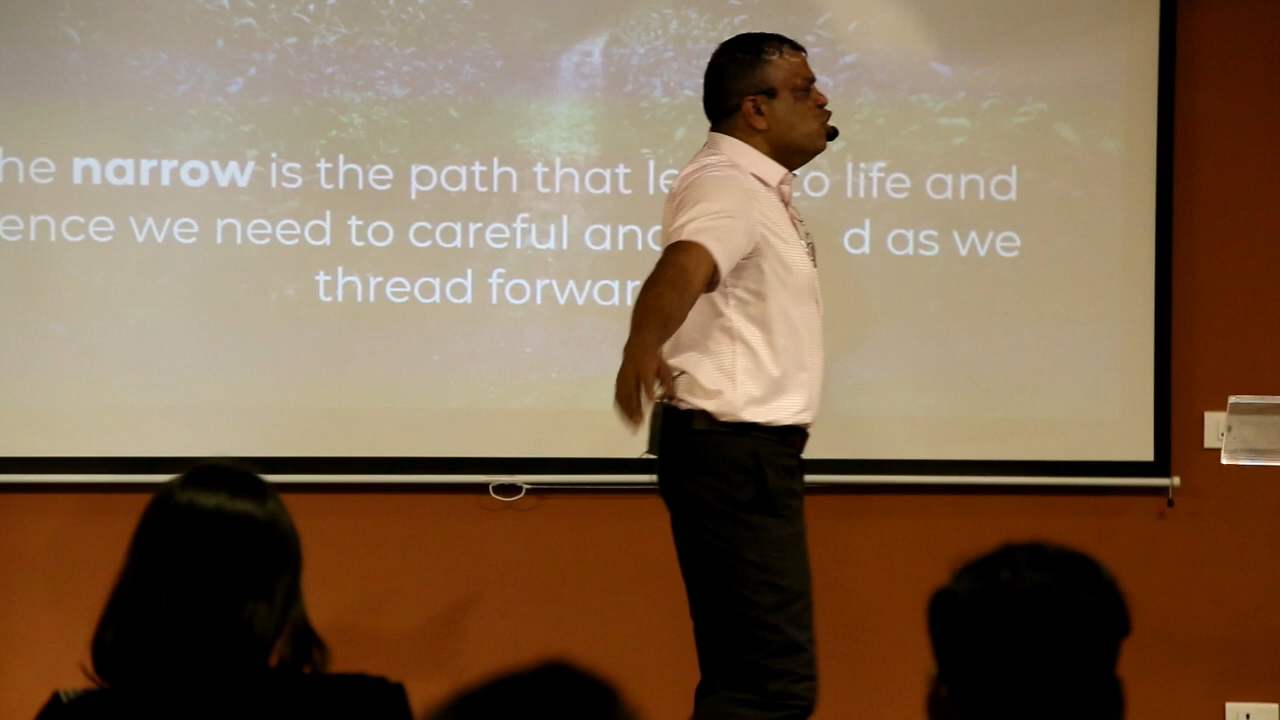 he narrow is the path that le to life and
ence we need to careful and d as we
thread forwar